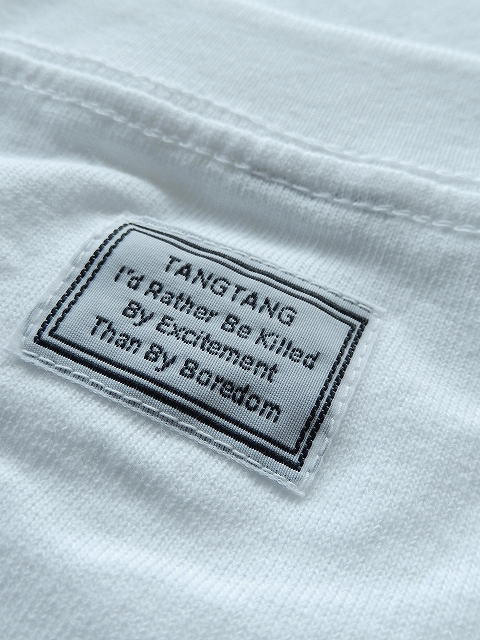 TANGTANG
I'd Rather Be Killed
By Excitement
Than By Boredom